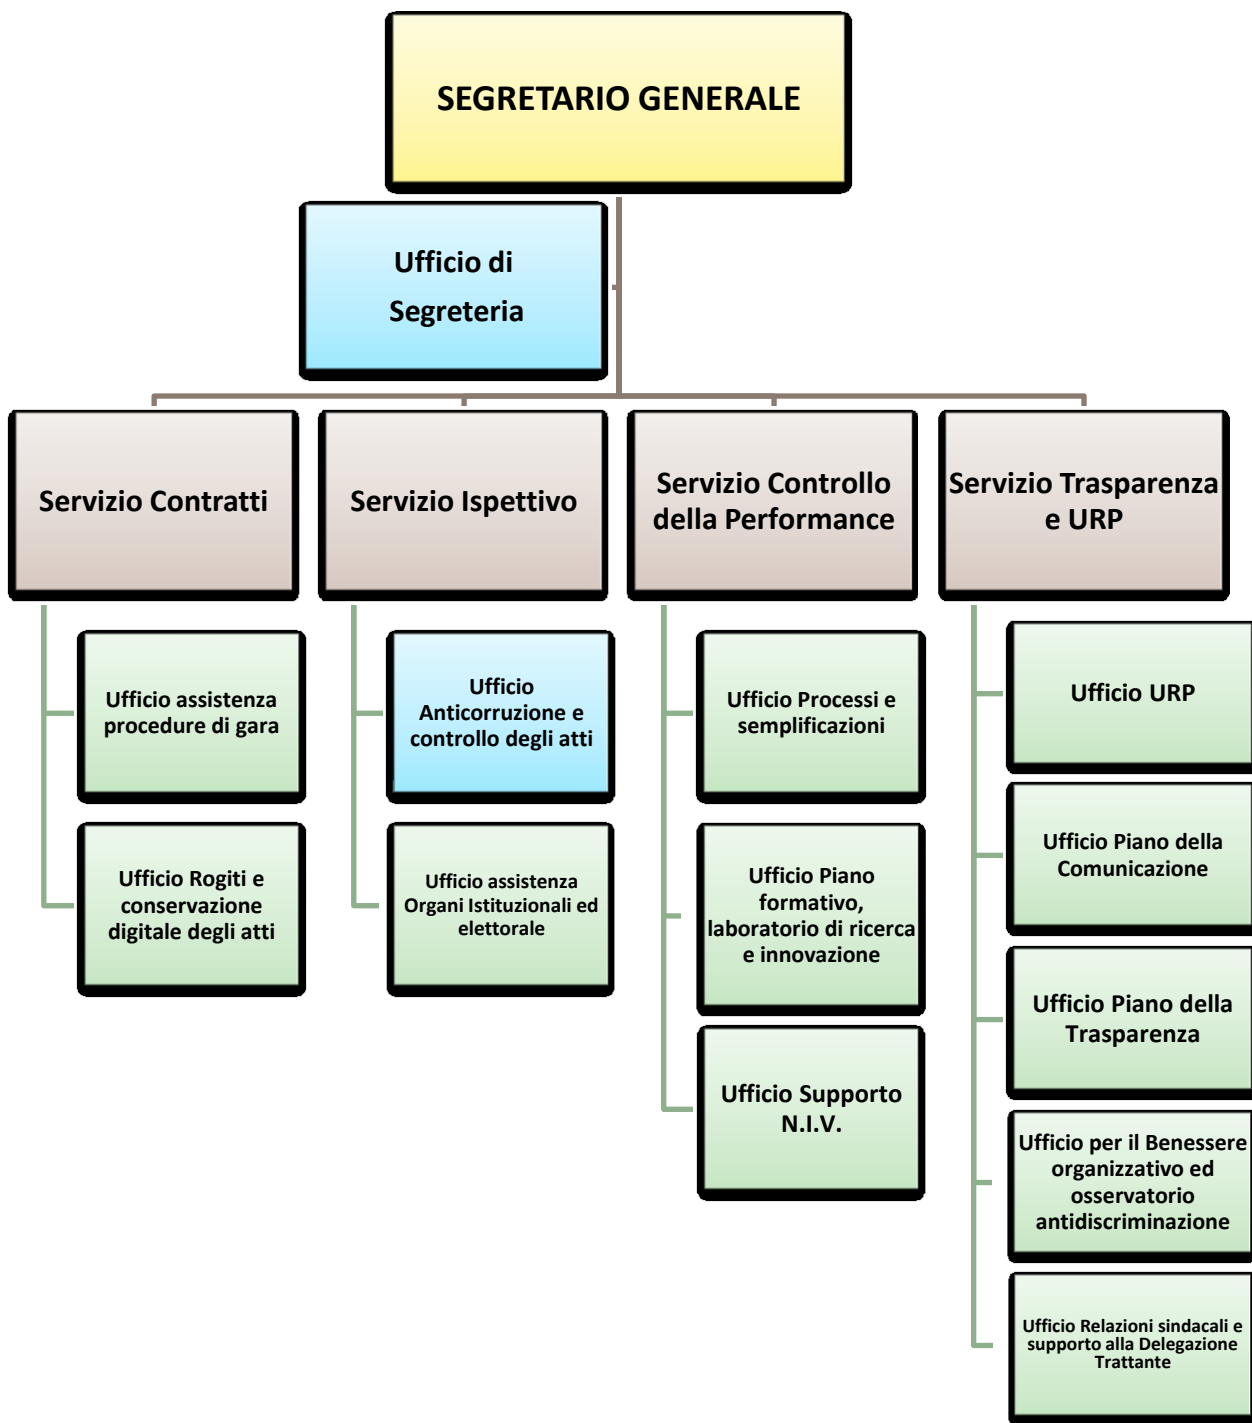 SEGRETARIO GENERALE
Ufficio di
Segreteria
Servizio Contratti
Servizio Ispettivo
Servizio Controllo
della Performance
Servizio Trasparenza
e URP
Ufficio assistenza
procedure di gara
Ufficio Rogiti e
conservazione
digitale degli atti
Ufficio
Anticorruzione e
controllo degli atti
Ufficio assistenza
Organi Istituzionali ed
elettorale
Ufficio Processi e
semplificazioni
Ufficio Piano
formativo,
laboratorio di ricerca
e innovazione
Ufficio Supporto
N.I.V.
Ufficio URP
Ufficio Piano della
Comunicazione
Ufficio Piano della
Trasparenza
Ufficio per il Benessere
organizzativo ed
osservatorio
antidiscriminazione
Ufficio Relazioni sindacali e
supporto alla Delegazione
Trattante